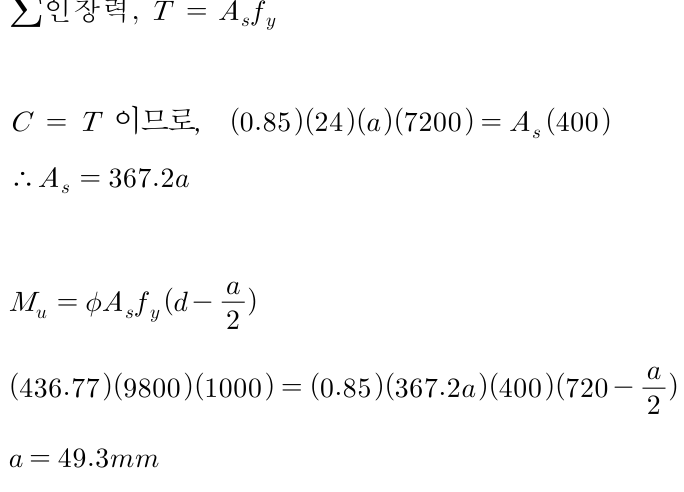 ∑인장력, T = A_s f_y
C = T 이므로, (0.85)(24)(a)(7200) = A_s(400)
∴ A_s = 367.2a
M_u = ϕA_s f_y(d − a/2)
(436.77)(9800)(1000) = (0.85)(367.2a)(400)(720 − a/2)
a = 49.3mm